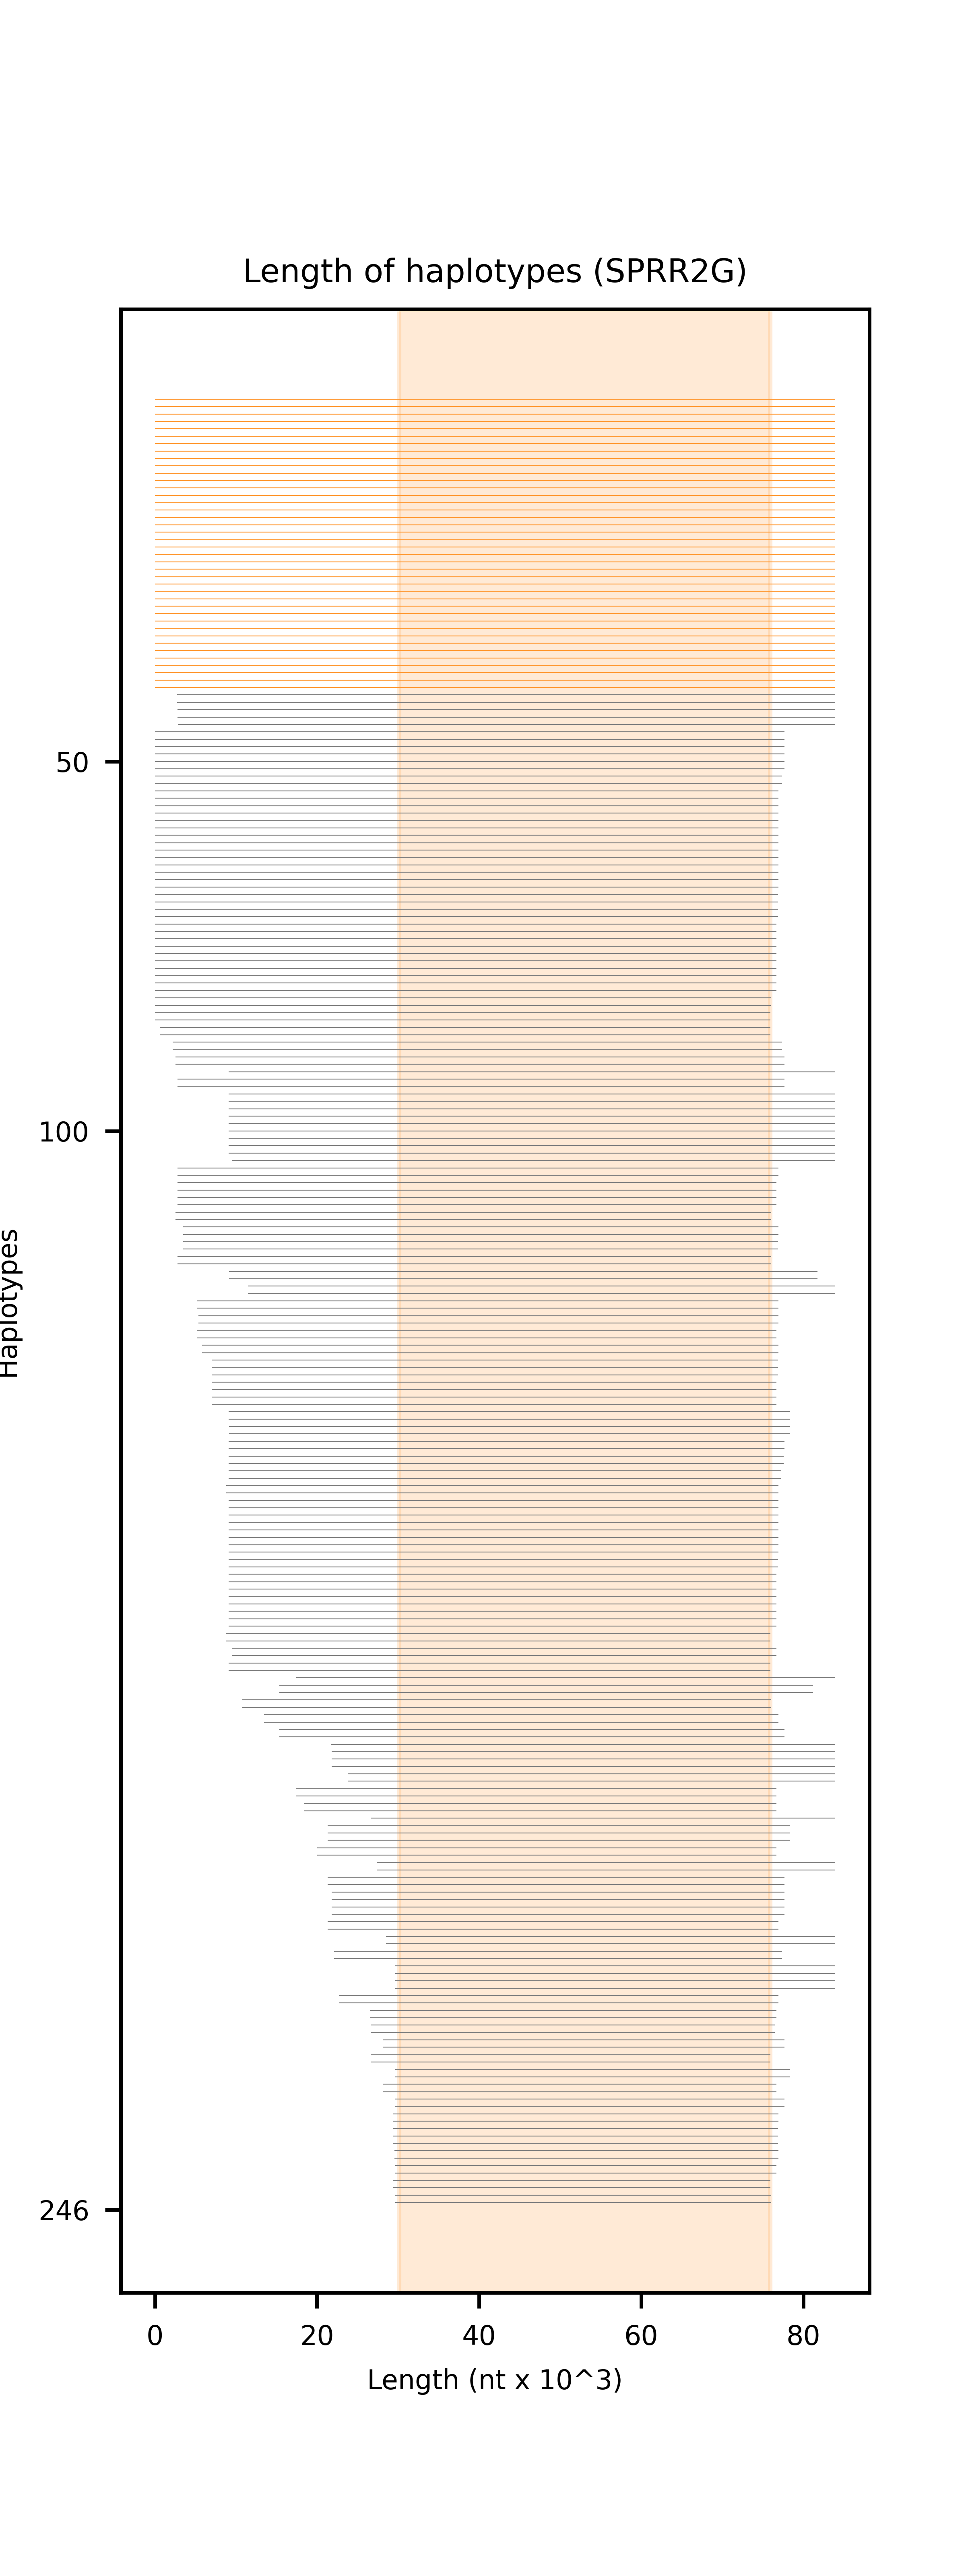 Length of haplotypes (SPRR2G)
50
100
Haplotypes
246
0 20 40 60 80
Length (nt x 10^3)